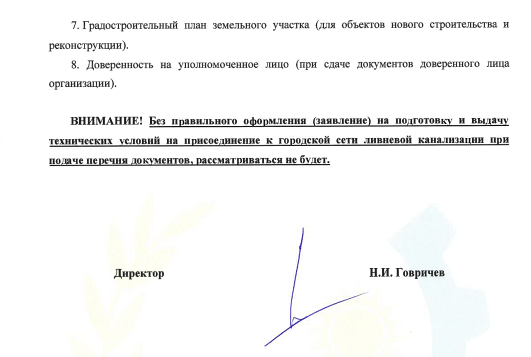 7. Градостроительный план земельного участка (для объектов нового строительства и
реконструкции).
8. Доверенность на уполномоченное лицо (при сдаче документов доверенного лица
организации).
ВНИМАНИЕ! Без правильного оформления (заявление) на подготовку и выдачу
технических условий на присоединение к городской сети ливневой канализации при
подаче перечня документов, рассматриваться не будет.
Директор Н.И. Говричев